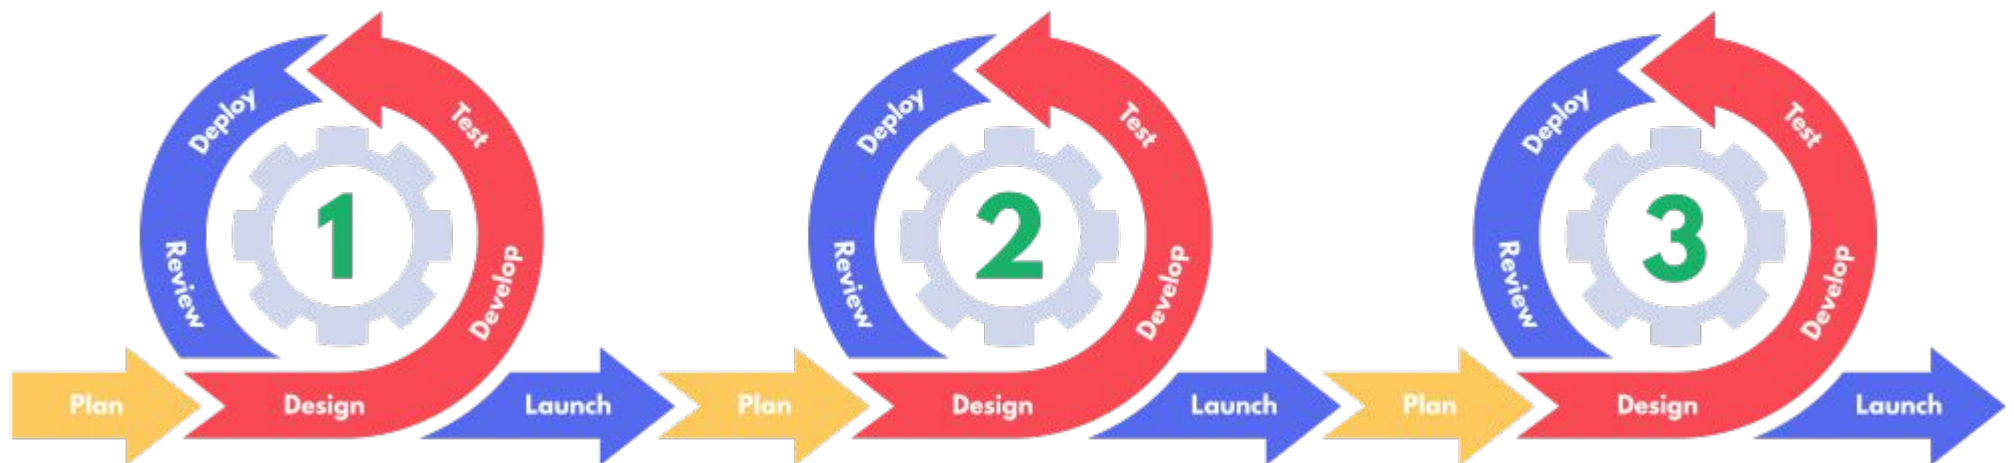 Plan
Design
Develop
Test
Deploy
Review
Launch
1
Plan
Design
Develop
Test
Deploy
Review
Launch
2
Plan
Design
Develop
Test
Deploy
Review
Launch
3